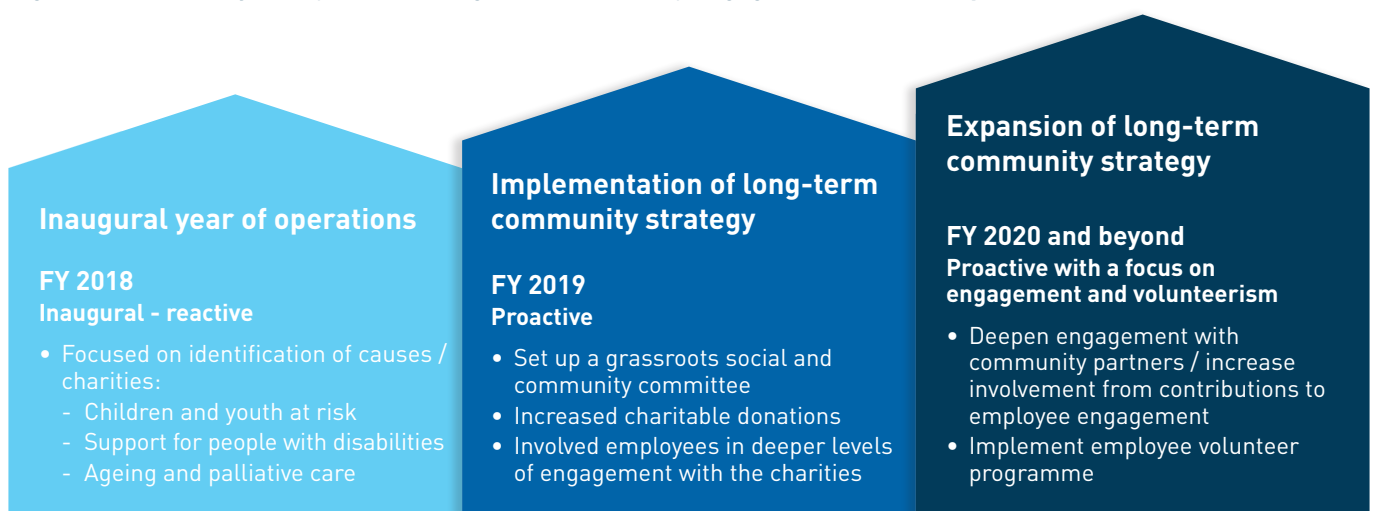 Inaugural year of operations
FY 2018
Inaugural - reactive
• Focused on identification of causes /
charities:
- Children and youth at risk
- Support for people with disabilities
- Ageing and palliative care
Implementation of long-term
community strategy
FY 2019
Proactive
• Set up a grassroots social and
community committee
• Increased charitable donations
• Involved employees in deeper levels
of engagement with the charities
Expansion of long-term
community strategy
FY 2020 and beyond
Proactive with a focus on
engagement and volunteerism
• Deepen engagement with
community partners / increase
involvement from contributions to
employee engagement
• Implement employee volunteer
programme